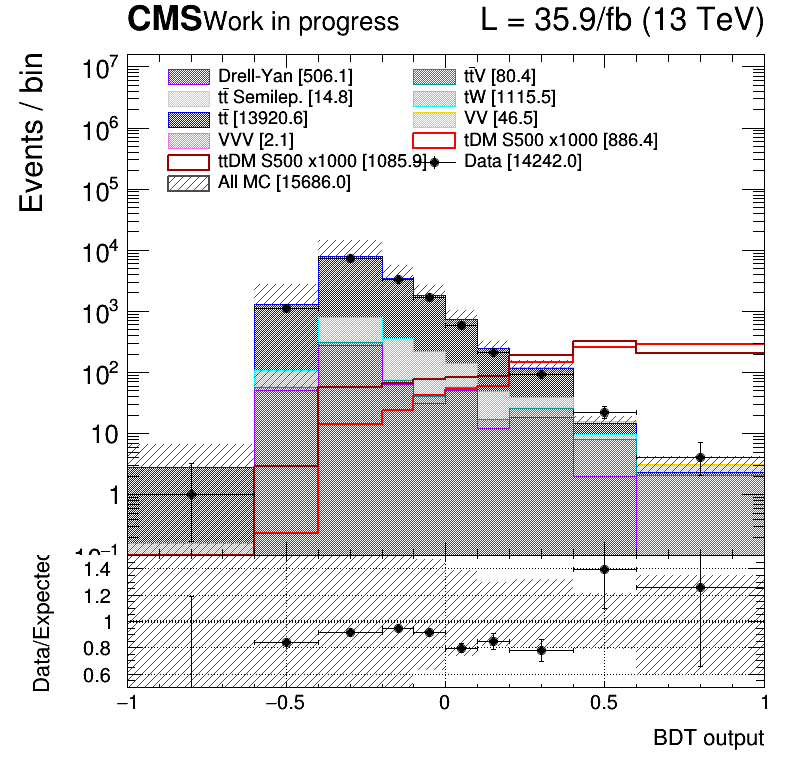 CMS Work in progress L = 35.9/fb (13 TeV)
Events / bin
10⁷
10⁶
10⁵
10⁴
10³
10²
10
1
10⁻¹
Drell-Yan [506.1]
tt̄V [80.4]
tt̄ Semilep. [14.8]
tW [1115.5]
tt̄ [13920.6]
VV [46.5]
VVV [2.1]
tDM S500 x1000 [886.4]
ttDM S500 x1000 [1085.9]
Data [14242.0]
All MC [15686.0]
Data/Expected
1.4
1.2
1
0.8
0.6
−1 −0.5 0 0.5 1
BDT output